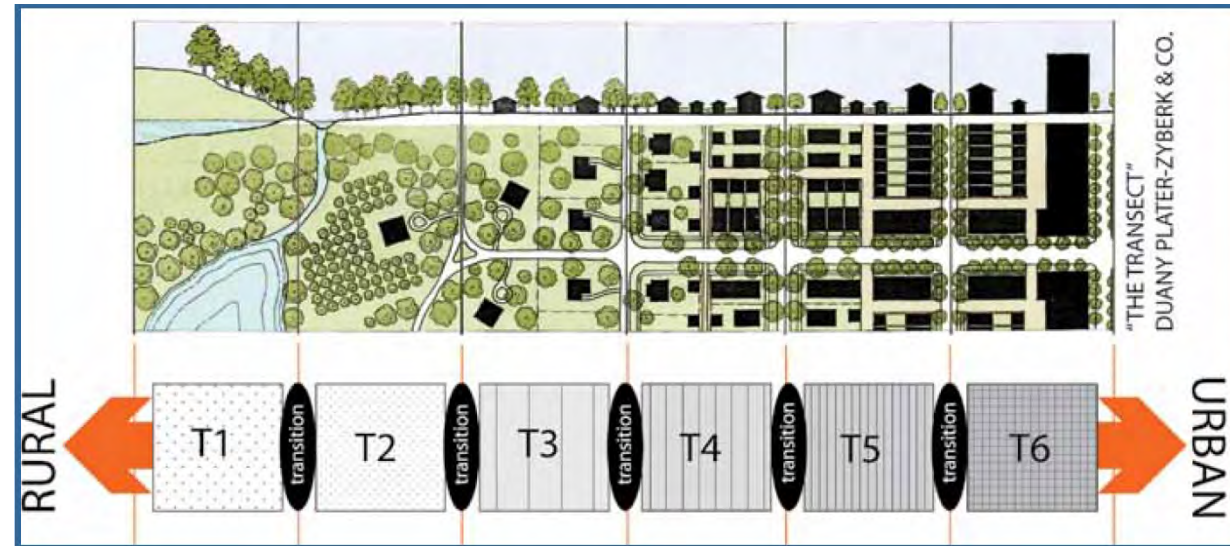 "THE TRANSECT"
DUANY PLATER-ZYBERK & CO.
RURAL
T1
transition
T2
transition
T3
transition
T4
transition
T5
transition
T6
URBAN